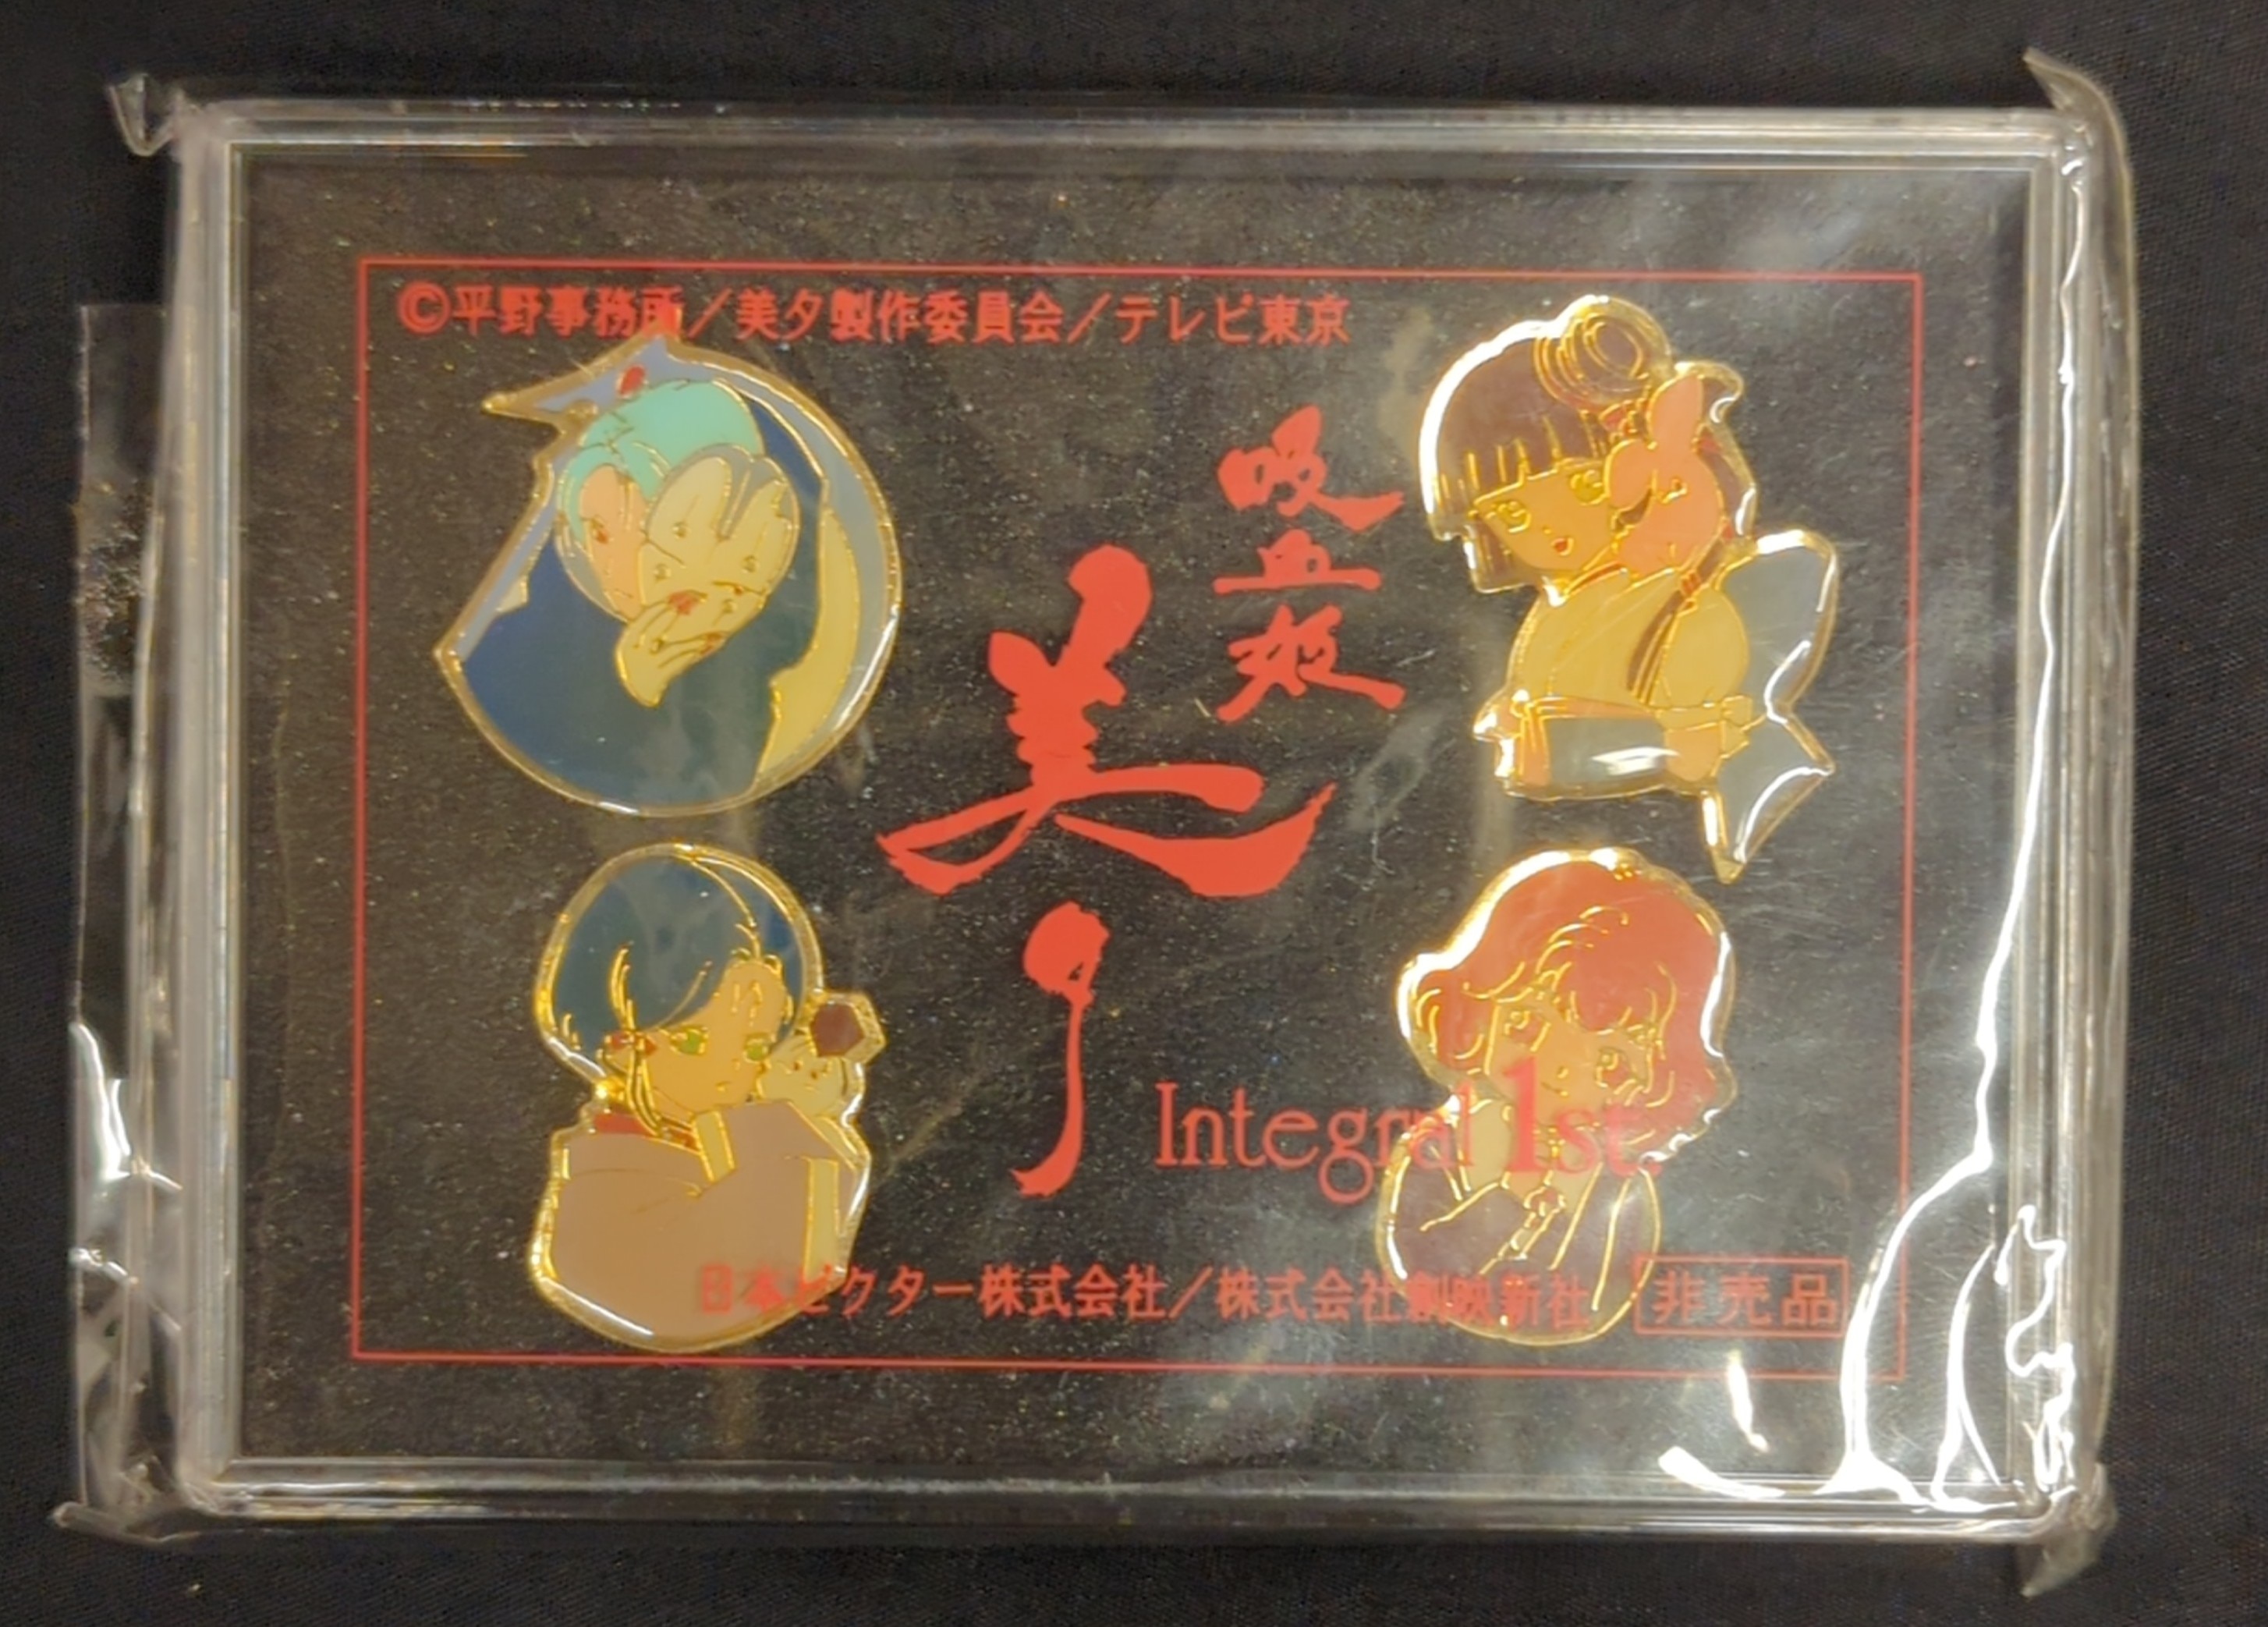 ©平野事務所／美夕製作委員会／テレビ東京
吸血姫
美夕
Integral 1st.
日本ビクター株式会社／株式会社創映新社 非売品